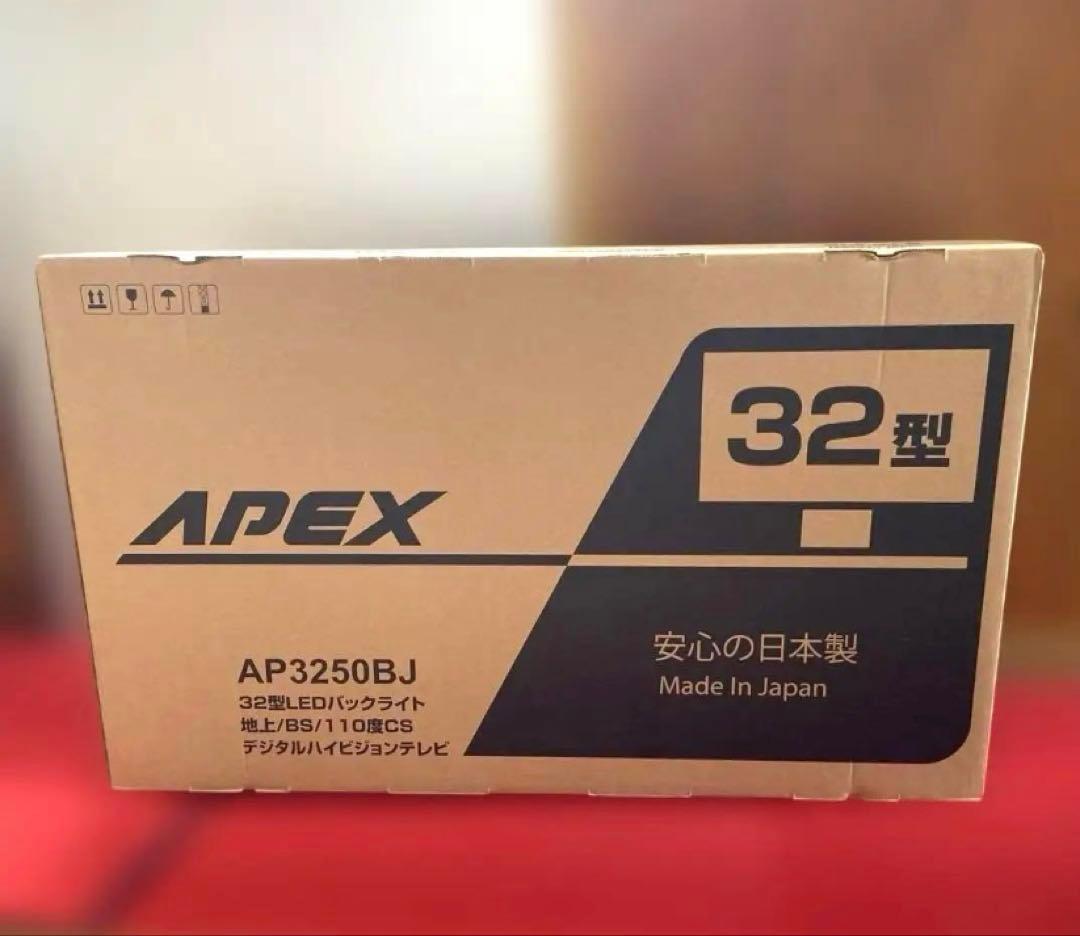 32型
APEX
安心の日本製
Made In Japan
AP3250BJ
32型LEDバックライト
地上/BS/110度CS
デジタルハイビジョンテレビ